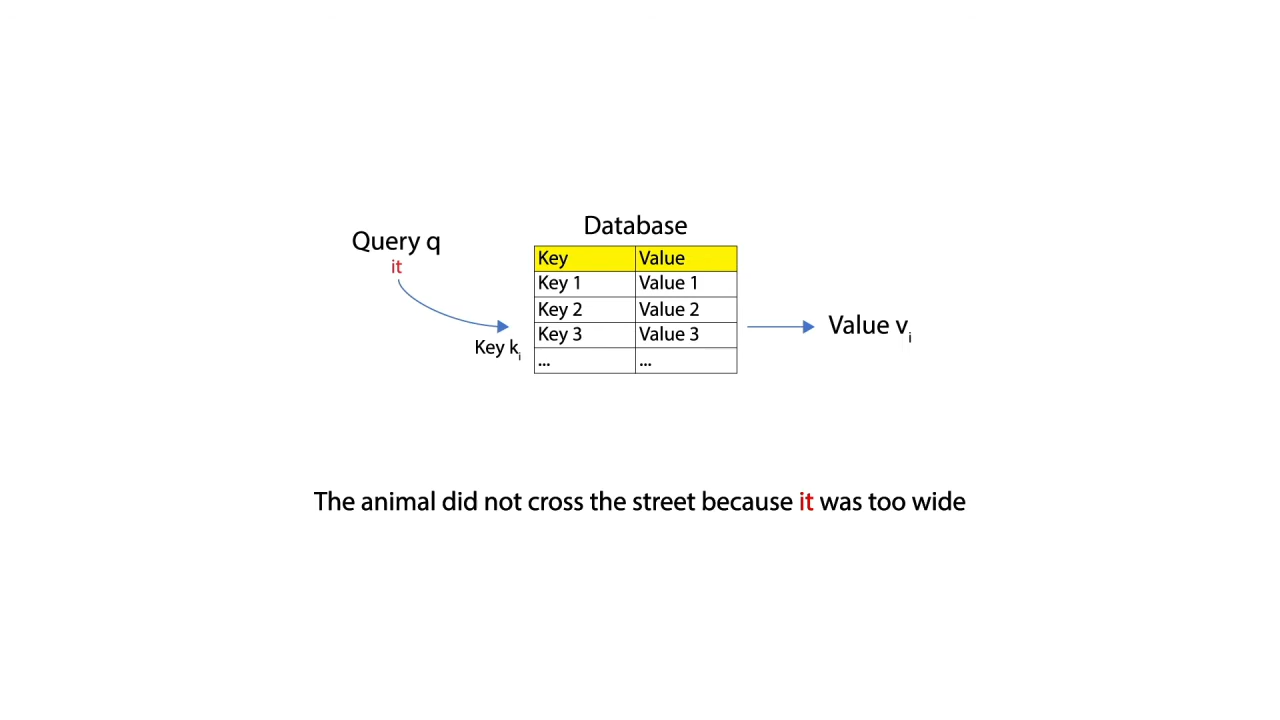 Database
Query q
it
Key Value
Key 1 Value 1
Key 2 Value 2
Key 3 Value 3
... ...
Key ki
Value vi
The animal did not cross the street because it was too wide